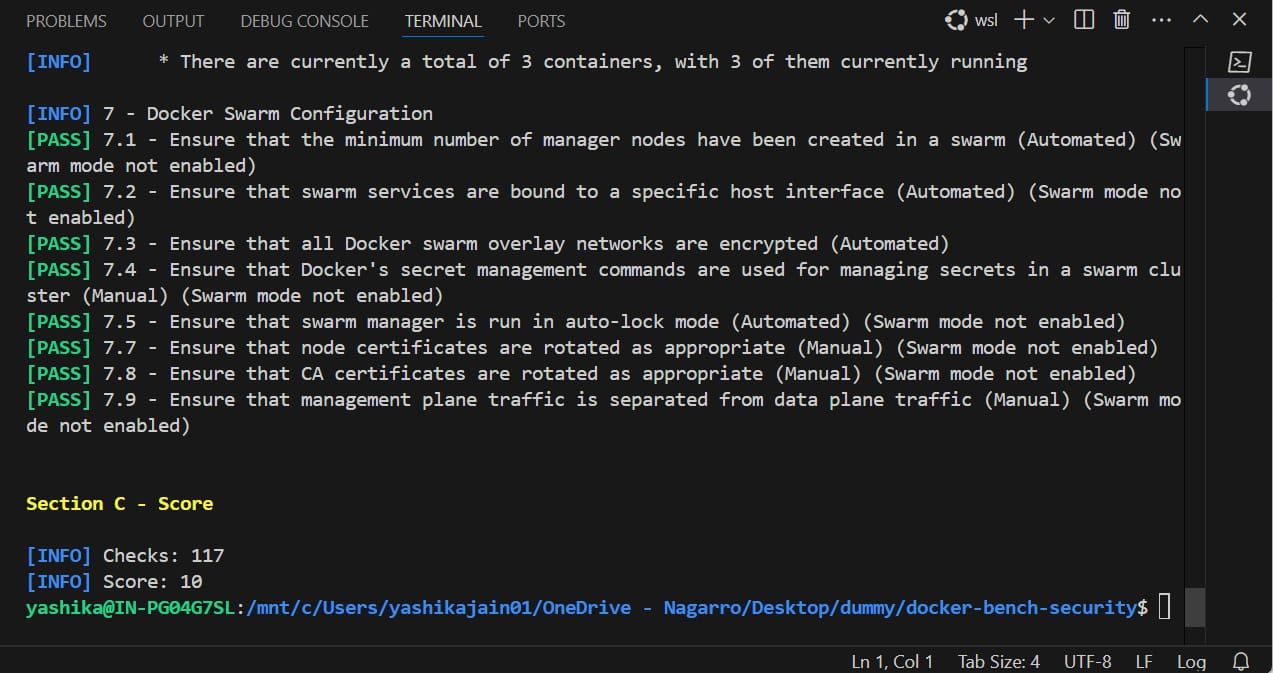 PROBLEMS OUTPUT DEBUG CONSOLE TERMINAL PORTS wsl
[INFO]      * There are currently a total of 3 containers, with 3 of them currently running
[INFO] 7 - Docker Swarm Configuration
[PASS] 7.1 - Ensure that the minimum number of manager nodes have been created in a swarm (Automated) (Sw
arm mode not enabled)
[PASS] 7.2 - Ensure that swarm services are bound to a specific host interface (Automated) (Swarm mode no
t enabled)
[PASS] 7.3 - Ensure that all Docker swarm overlay networks are encrypted (Automated)
[PASS] 7.4 - Ensure that Docker's secret management commands are used for managing secrets in a swarm clu
ster (Manual) (Swarm mode not enabled)
[PASS] 7.5 - Ensure that swarm manager is run in auto-lock mode (Automated) (Swarm mode not enabled)
[PASS] 7.7 - Ensure that node certificates are rotated as appropriate (Manual) (Swarm mode not enabled)
[PASS] 7.8 - Ensure that CA certificates are rotated as appropriate (Manual) (Swarm mode not enabled)
[PASS] 7.9 - Ensure that management plane traffic is separated from data plane traffic (Manual) (Swarm mo
de not enabled)
Section C - Score
[INFO] Checks: 117
[INFO] Score: 10
yashika@IN-PG04G7SL:/mnt/c/Users/yashikajain01/OneDrive - Nagarro/Desktop/dummy/docker-bench-security$
Ln 1, Col 1 Tab Size: 4 UTF-8 LF Log